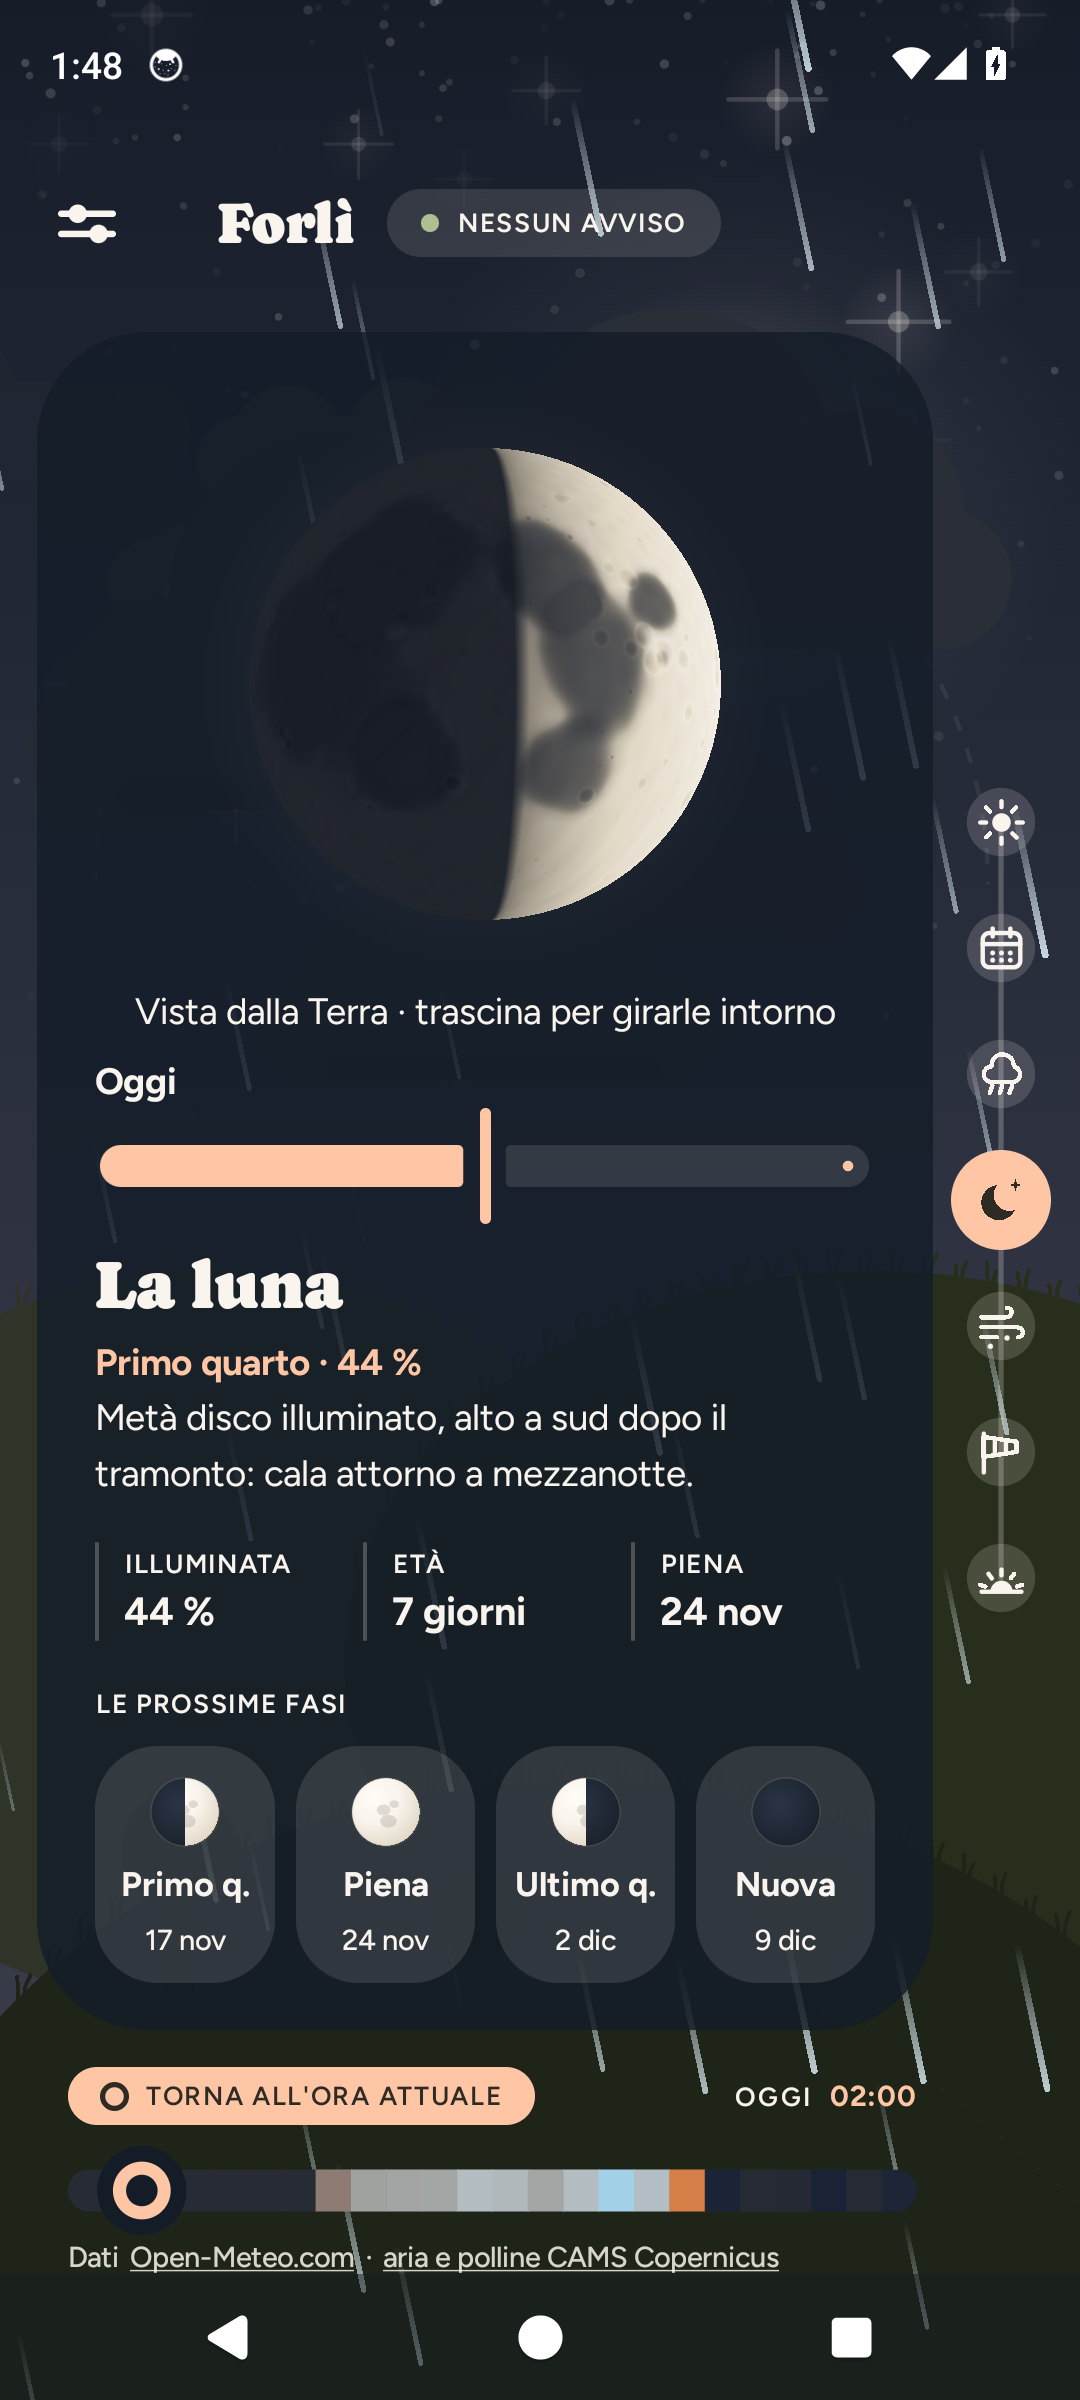 1:48
Forlì
NESSUN AVVISO
Vista dalla Terra · trascina per girarle intorno
Oggi
La luna
Primo quarto · 44 %
Metà disco illuminato, alto a sud dopo il
tramonto: cala attorno a mezzanotte.
ILLUMINATA
44 %
ETÀ
7 giorni
PIENA
24 nov
LE PROSSIME FASI
Primo q.
17 nov
Piena
24 nov
Ultimo q.
2 dic
Nuova
9 dic
TORNA ALL'ORA ATTUALE
OGGI 02:00
Dati Open-Meteo.com · aria e polline CAMS Copernicus